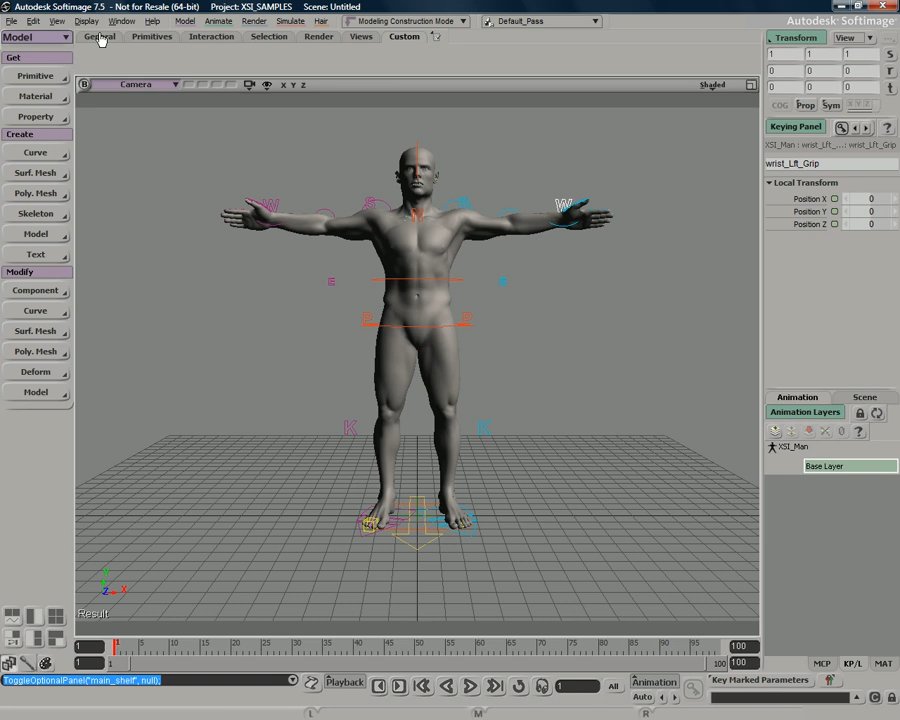 Autodesk Softimage 7.5 - Not for Resale (64-bit) Project: XSI_SAMPLES Scene: Untitled
File Edit View Display Window Help Model Animate Render Simulate Hair Modeling Construction Mode Default_Pass Autodesk Softimage
Model General Primitives Interaction Selection Render Views Custom
Transform View
Get
Primitive
Material
Property
Create
Curve
Surf. Mesh
Poly. Mesh
Skeleton
Model
Text
Modify
Component
Curve
Surf. Mesh
Poly. Mesh
Deform
Model
B Camera X Y Z Shaded
W S S W
E
P P
K K
Y
Z X
Result
1 1 1 S
0 0 0 r
0 0 0 t
COG Prop Sym XYZ
Keying Panel ?
XSI_Man : wrist_Lft_...: wrist_Lft_Grip
wrist_Lft_Grip
Local Transform
Position X 0
Position Y 0
Position Z 0
Animation Scene
Animation Layers
XSI_Man
Base Layer
1 1 5 10 15 20 25 30 35 40 45 50 55 60 65 70 75 80 85 90 95 100
1 1 100 100
MCP KP/L MAT
ToggleOptionalPanel("main_shelf", null);
Playback 1 All Animation
Auto
Key Marked Parameters
L M R